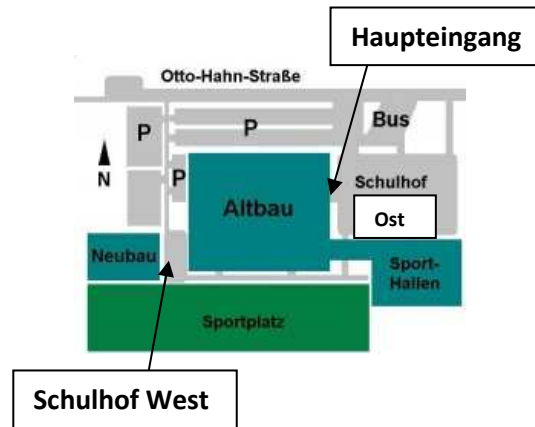 Haupteingang
Otto-Hahn-Straße
P
P
Bus
N
P
Schulhof
Altbau
Ost
Neubau
Sport-
Hallen
Sportplatz
Schulhof West